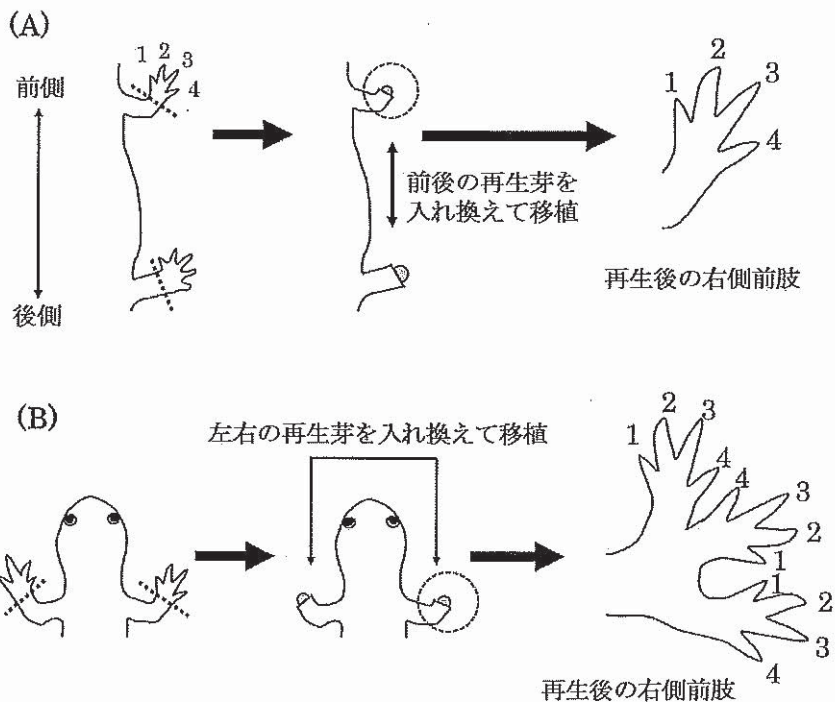 (A)
1 2 3
4
前側
後側
前後の再生芽を
入れ換えて移植
1 2 3
4
再生後の右側前肢
(B)
左右の再生芽を入れ換えて移植
1 2 3
4 4 3
2
1
1
2
3
4
再生後の右側前肢